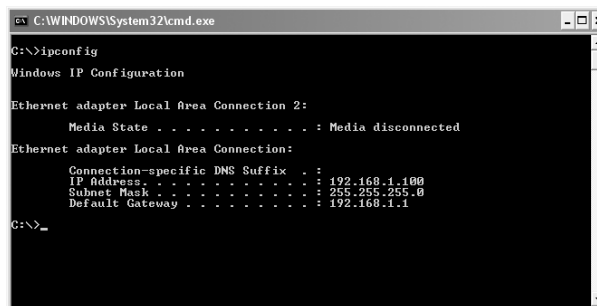 C:\WINDOWS\System32\cmd.exe
C:\>ipconfig
Windows IP Configuration
Ethernet adapter Local Area Connection 2:
Media State . . . . . . . . . . . : Media disconnected
Ethernet adapter Local Area Connection:
Connection-specific DNS Suffix  . :
IP Address. . . . . . . . . . . . : 192.168.1.100
Subnet Mask . . . . . . . . . . . : 255.255.255.0
Default Gateway . . . . . . . . . : 192.168.1.1
C:\>_